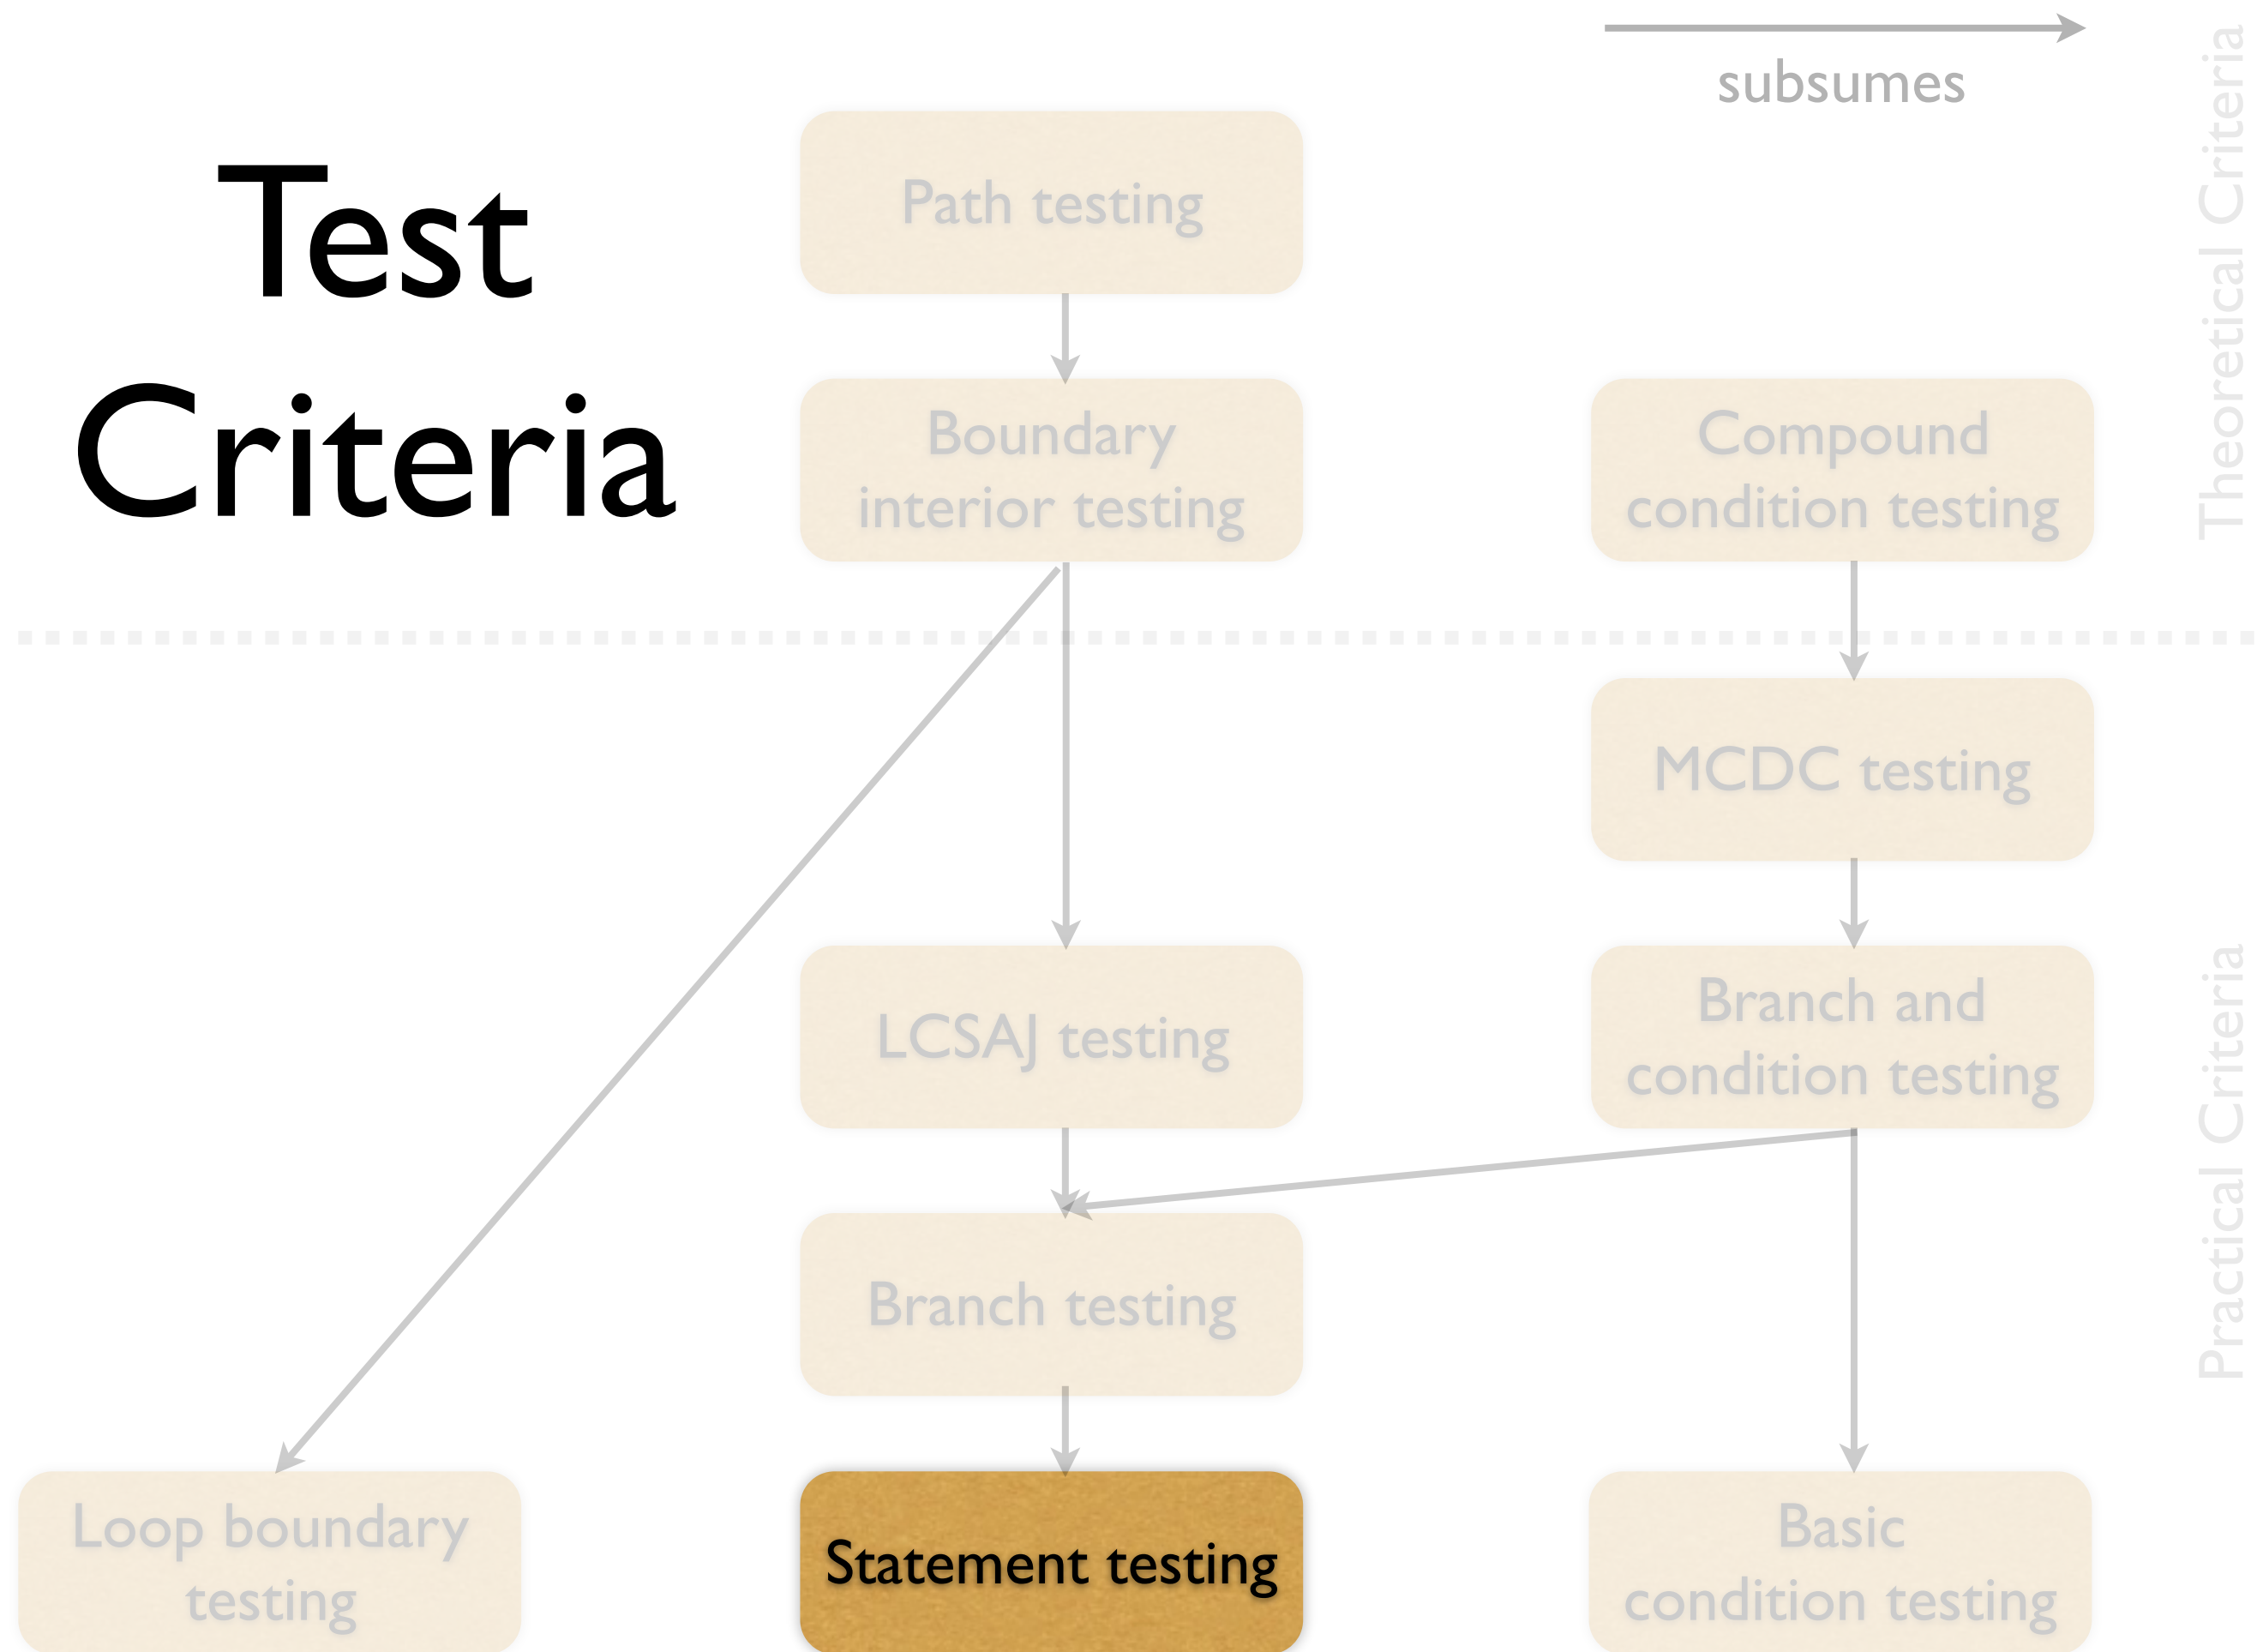 subsumes
Test
Criteria
Path testing
Boundary
interior testing
Compound
condition testing
Theoretical Criteria
MCDC testing
LCSAJ testing
Branch and
condition testing
Practical Criteria
Branch testing
Loop boundary
testing
Statement testing
Basic
condition testing